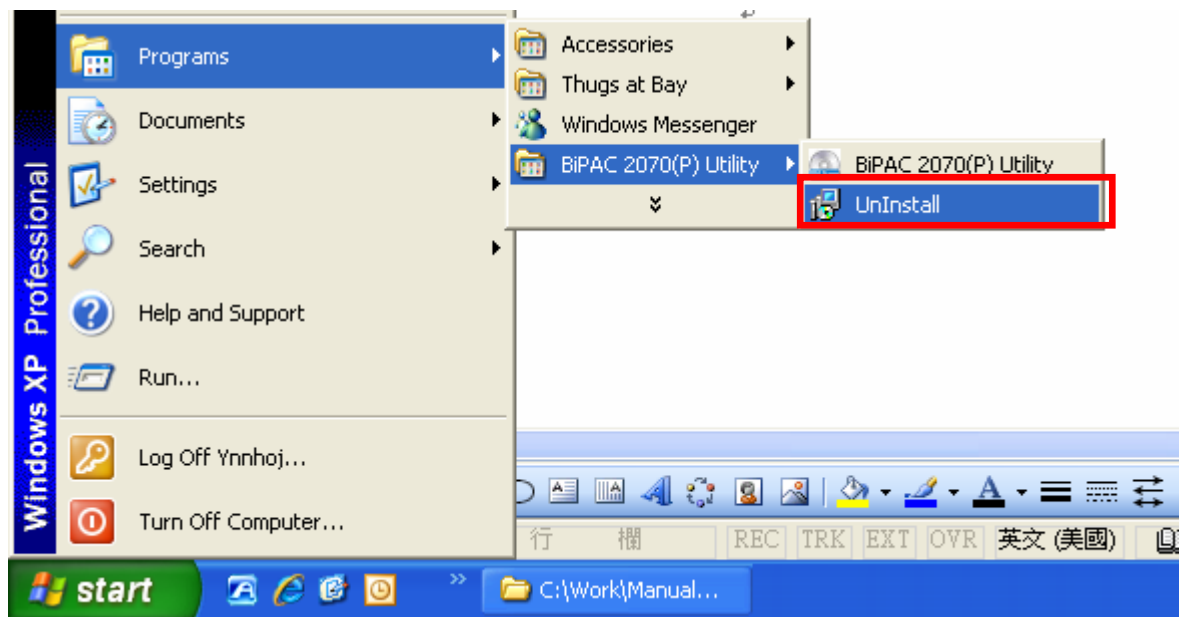 Windows XP Professional
Programs
Documents
Settings
Search
Help and Support
Run...
Log Off Ynnhoj...
Turn Off Computer...
Accessories
Thugs at Bay
Windows Messenger
BiPAC 2070(P) Utility
BiPAC 2070(P) Utility
UnInstall
行 欄 REC TRK EXT OVR 英文 (美國)
start
C:\Work\Manual...